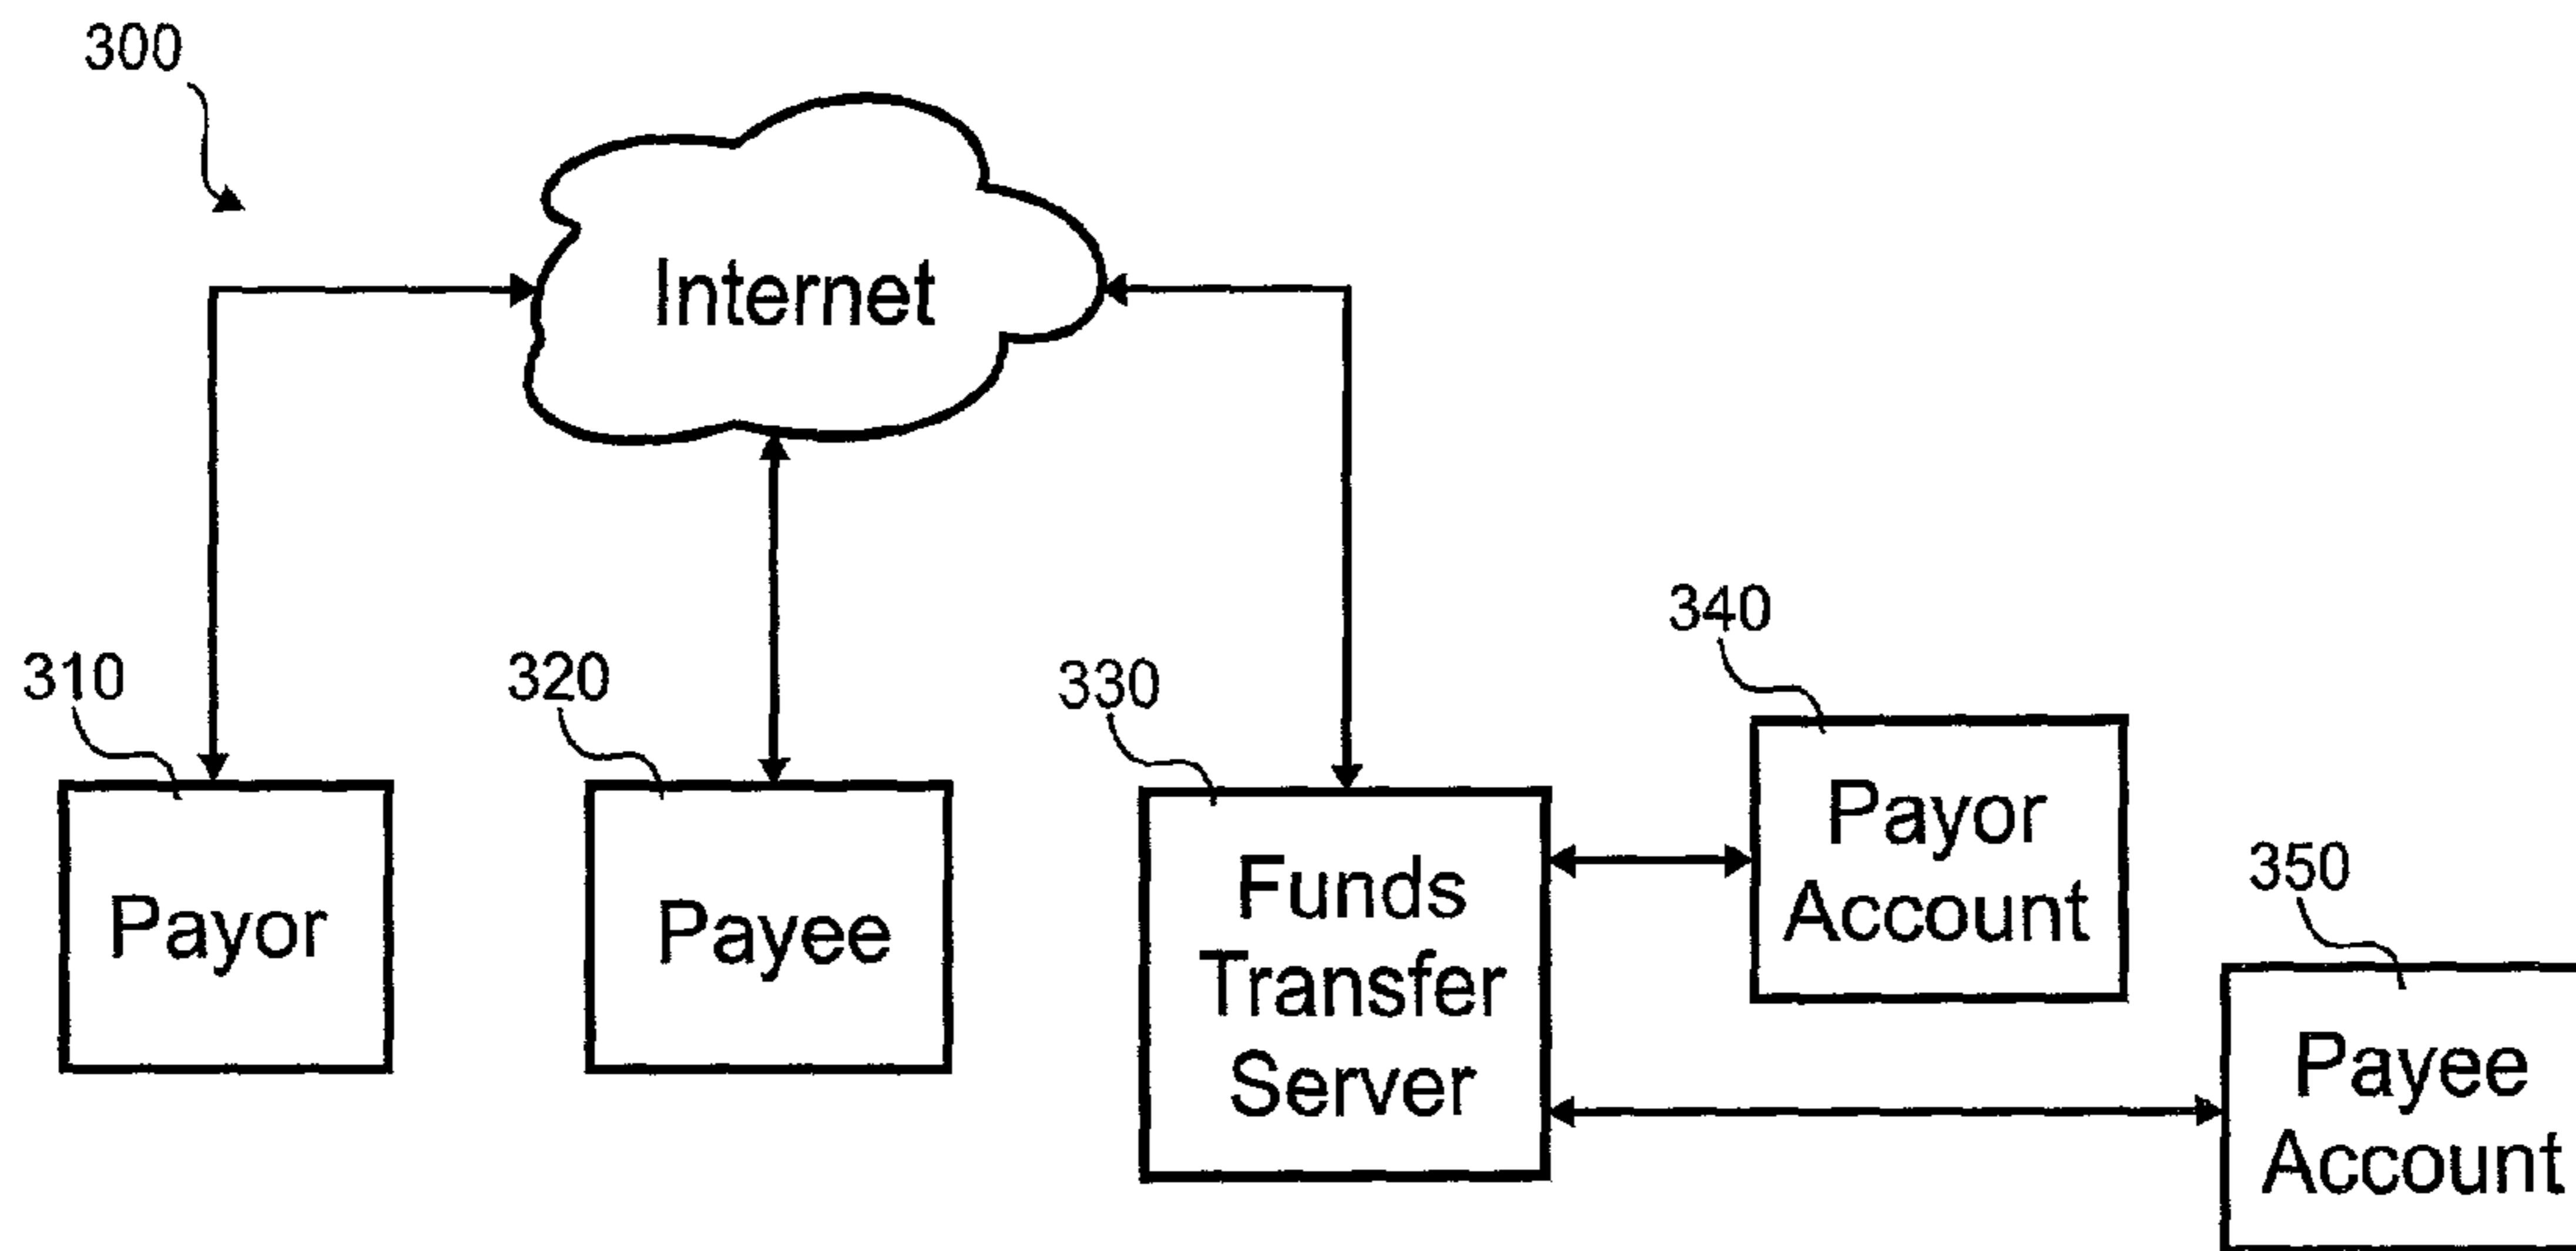 300
Internet
310
320
330
340
350
Payor
Payee
Funds
Transfer
Server
Payor
Account
Payee
Account